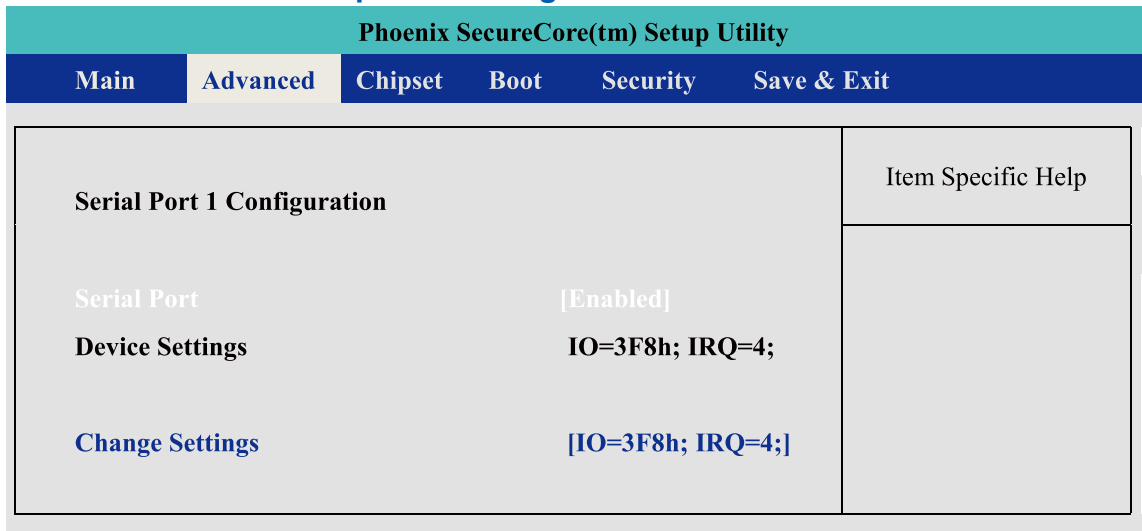 Phoenix SecureCore(tm) Setup Utility
Main Advanced Chipset Boot Security Save & Exit
Serial Port 1 Configuration
Item Specific Help
Serial Port [Enabled]
Device Settings IO=3F8h; IRQ=4;
Change Settings [IO=3F8h; IRQ=4;]